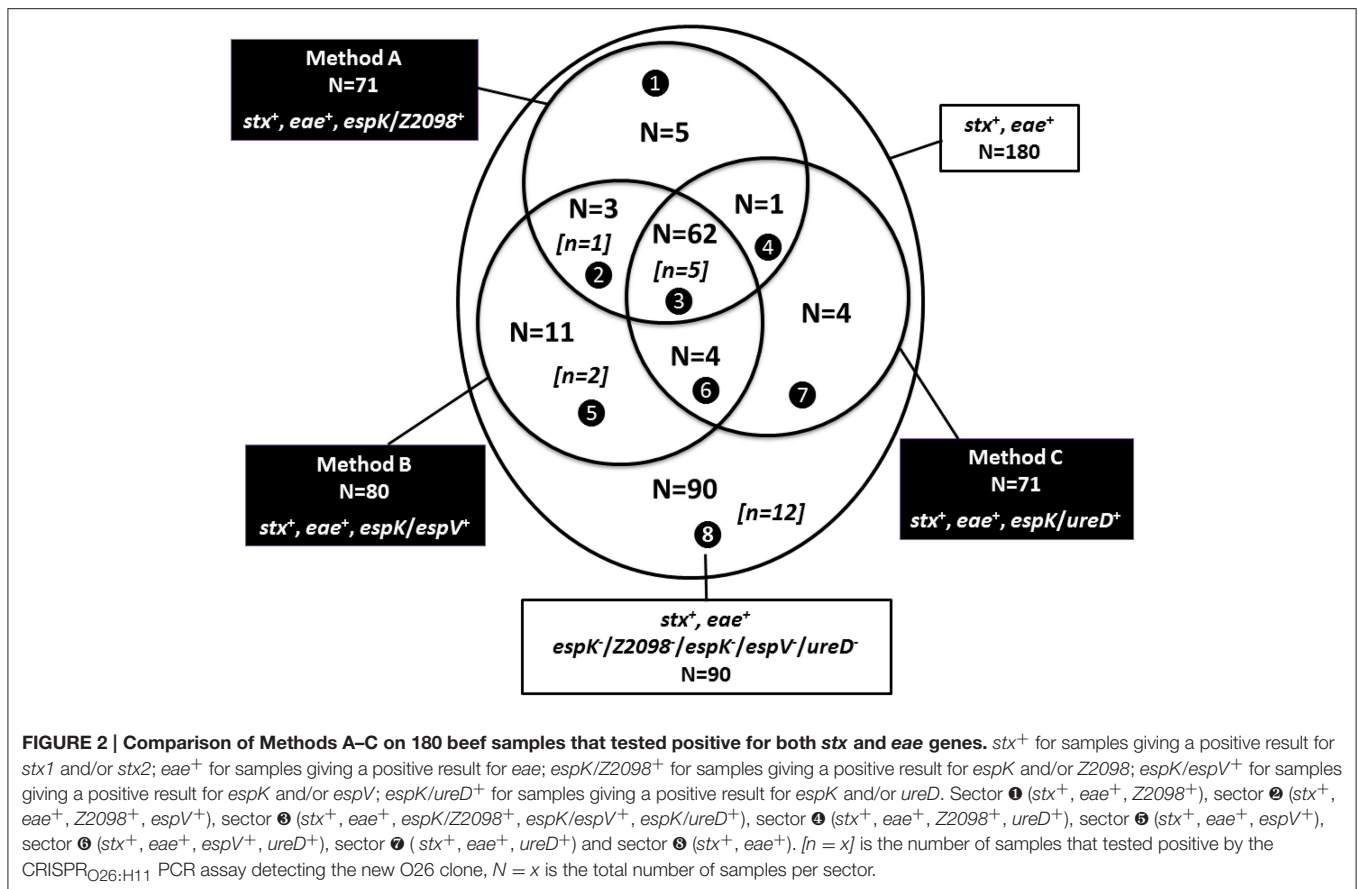 Method A
N=71
stx+, eae+, espK/Z2098+
❶
N=5
stx+, eae+
N=180
N=3
[n=1]
❷
N=62
[n=5]
❸
N=1
❹
N=11
[n=2]
❺
N=4
❻
N=4
❼
Method B
N=80
stx+, eae+, espK/espV+
Method C
N=71
stx+, eae+, espK/ureD+
N=90
[n=12]
❽
stx+, eae+
espK-/Z2098-/espK-/espV-/ureD-
N=90
FIGURE 2 | Comparison of Methods A–C on 180 beef samples that tested positive for both stx and eae genes. stx+ for samples giving a positive result for
stx1 and/or stx2; eae+ for samples giving a positive result for eae; espK/Z2098+ for samples giving a positive result for espK and/or Z2098; espK/espV+ for samples
giving a positive result for espK and/or espV; espK/ureD+ for samples giving a positive result for espK and/or ureD. Sector ❶ (stx+, eae+, Z2098+), sector ❷ (stx+,
eae+, Z2098+, espV+), sector ❸ (stx+, eae+, espK/Z2098+, espK/espV+, espK/ureD+), sector ❹ (stx+, eae+, Z2098+, ureD+), sector ❺ (stx+, eae+, espV+),
sector ❻ (stx+, eae+, espV+, ureD+), sector ❼ ( stx+, eae+, ureD+) and sector ❽ (stx+, eae+). [n = x] is the number of samples that tested positive by the
CRISPRO26:H11 PCR assay detecting the new O26 clone, N = x is the total number of samples per sector.